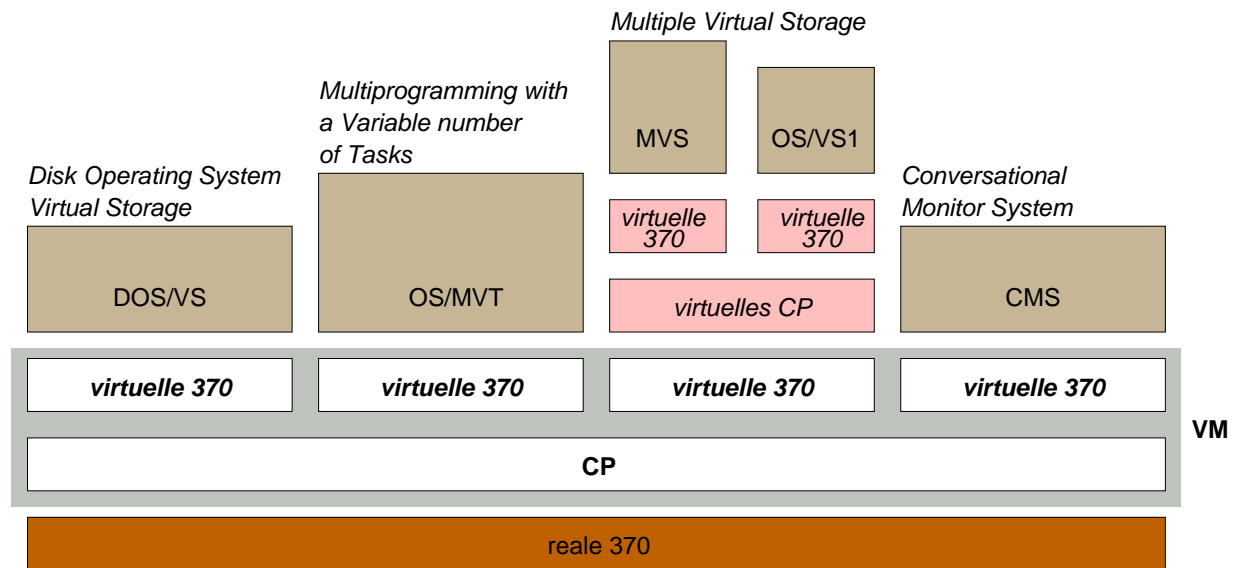 Multiple Virtual Storage
Multiprogramming with
a Variable number
of Tasks
MVS
OS/VS1
Disk Operating System
Virtual Storage
Conversational
Monitor System
virtuelle
370
virtuelle
370
DOS/VS
OS/MVT
virtuelles CP
CMS
virtuelle 370
virtuelle 370
virtuelle 370
virtuelle 370
VM
CP
reale 370